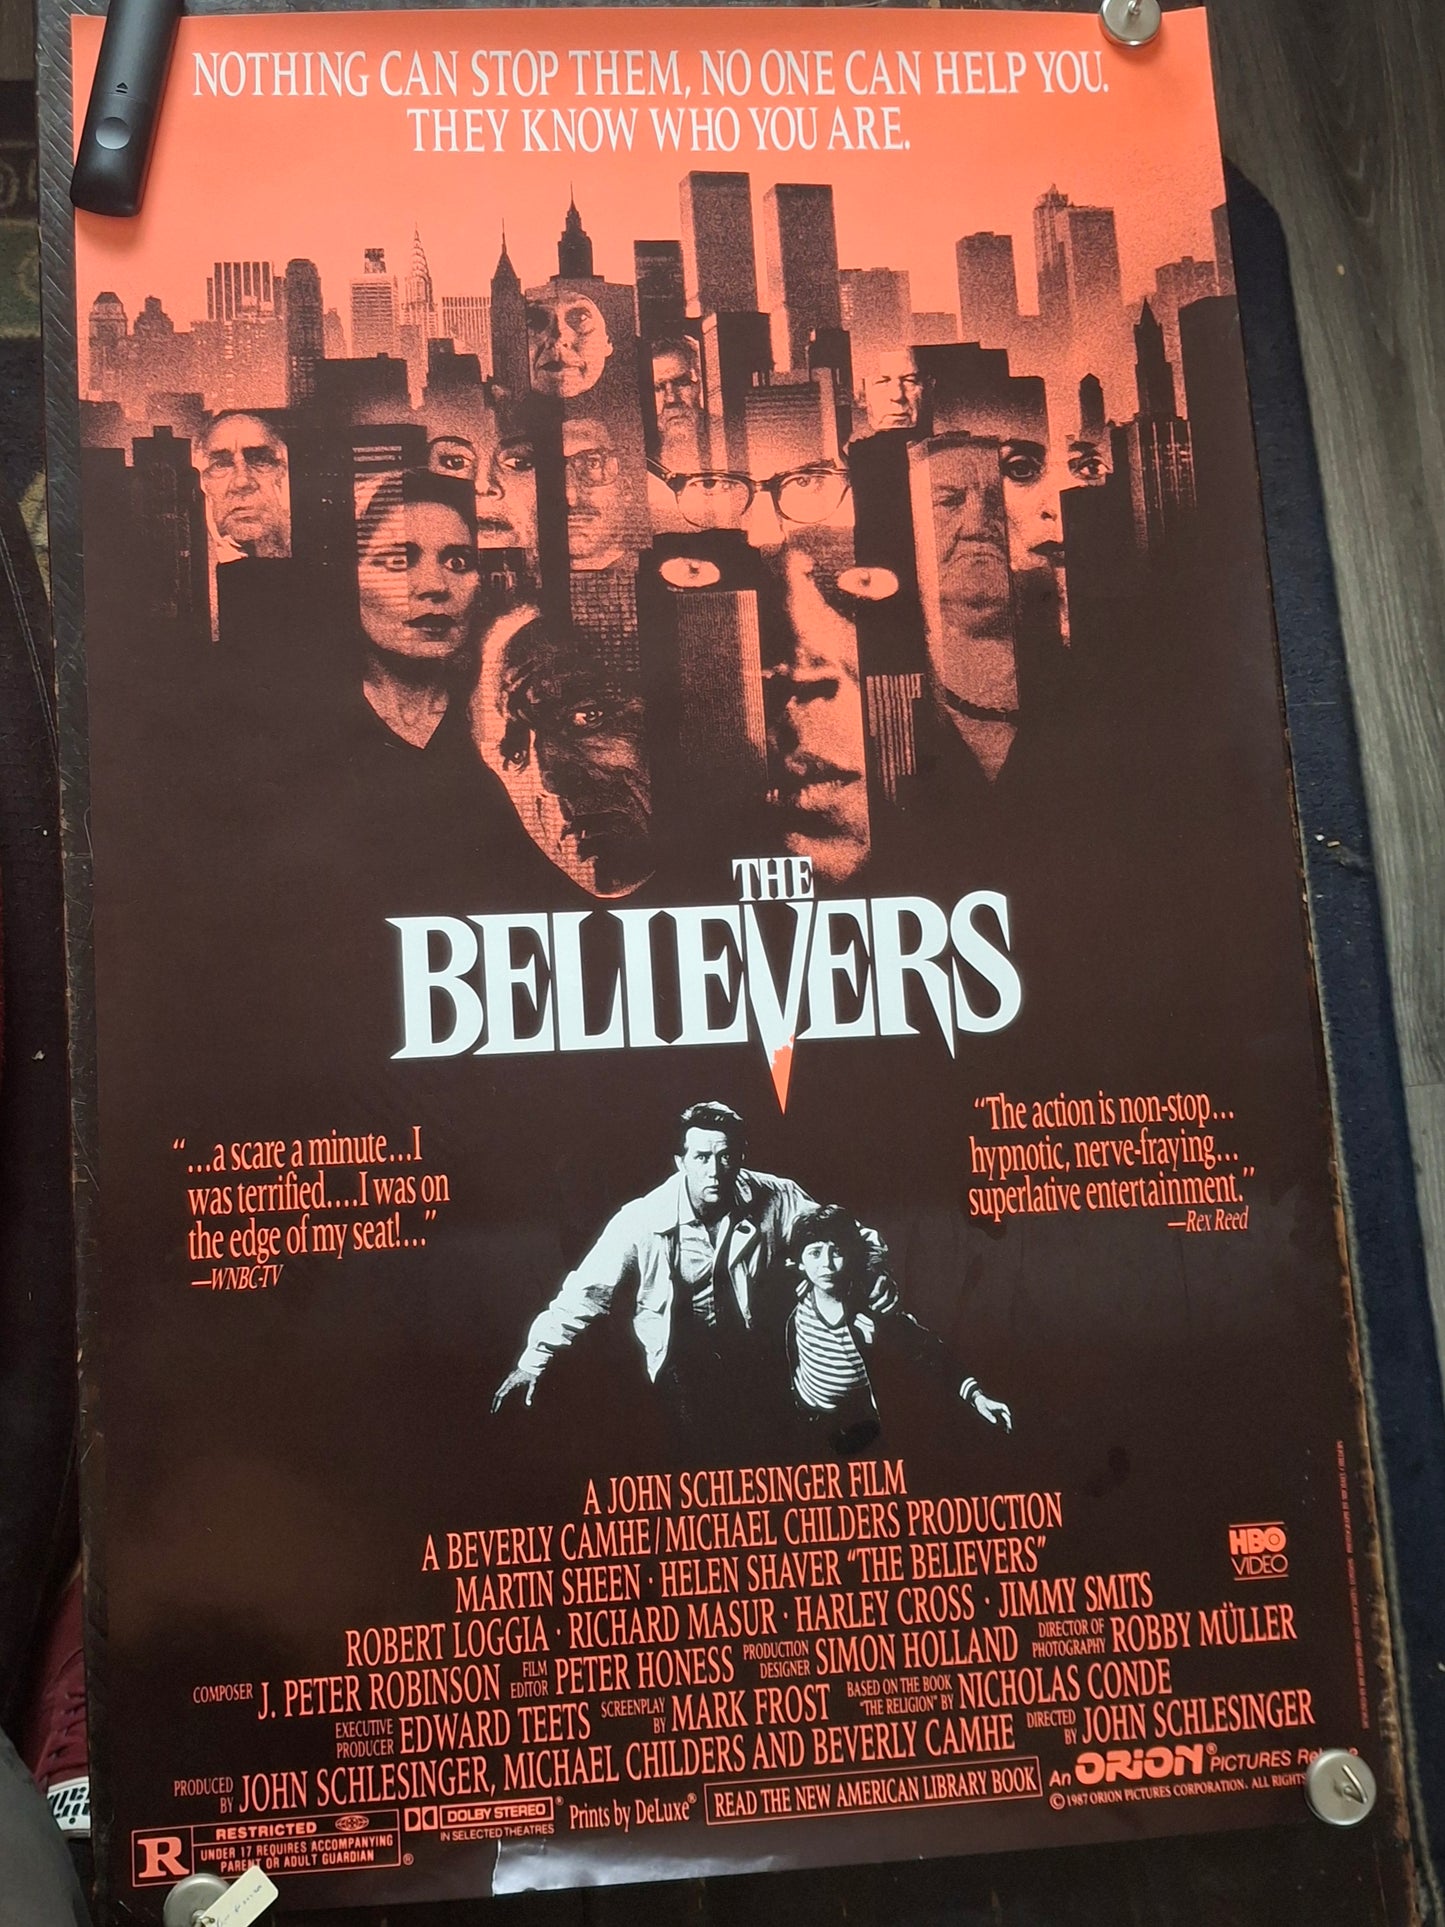 NOTHING CAN STOP THEM, NO ONE CAN HELP YOU.
THEY KNOW WHO YOU ARE.
THE
BELIEVERS
“...a scare a minute...I
was terrified....I was on
the edge of my seat!...”
—WNBC-TV
“The action is non-stop...
hypnotic, nerve-fraying...
superlative entertainment.”
—Rex Reed
A JOHN SCHLESINGER FILM
A BEVERLY CAMHE/MICHAEL CHILDERS PRODUCTION
MARTIN SHEEN · HELEN SHAVER “THE BELIEVERS”
ROBERT LOGGIA · RICHARD MASUR · HARLEY CROSS · JIMMY SMITS
COMPOSER J. PETER ROBINSON FILM EDITOR PETER HONESS PRODUCTION DESIGNER SIMON HOLLAND DIRECTOR OF PHOTOGRAPHY ROBBY MÜLLER
EXECUTIVE PRODUCER EDWARD TEETS SCREENPLAY BY MARK FROST BASED ON THE BOOK “THE RELIGION” BY NICHOLAS CONDE
PRODUCED BY JOHN SCHLESINGER, MICHAEL CHILDERS AND BEVERLY CAMHE DIRECTED BY JOHN SCHLESINGER
HBO
VIDEO
R
RESTRICTED
UNDER 17 REQUIRES ACCOMPANYING
PARENT OR ADULT GUARDIAN ®
DOLBY STEREO ®
IN SELECTED THEATRES
Prints by DeLuxe®
READ THE NEW AMERICAN LIBRARY BOOK
An ORION® PICTURES
©1987 ORION PICTURES CORPORATION. ALL RIGHTS